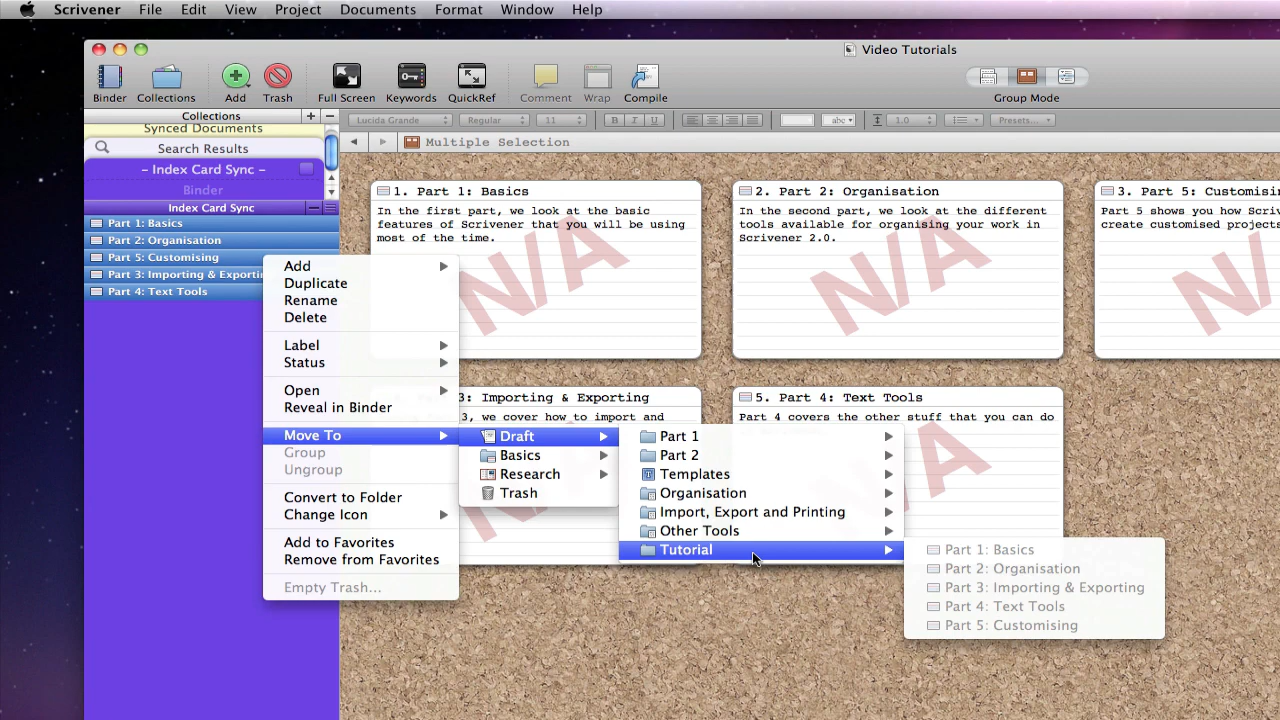 Scrivener File Edit View Project Documents Format Window Help
Video Tutorials
Binder Collections Add Trash Full Screen Keywords QuickRef Comment Wrap Compile Group Mode
Collections + −
Lucida Grande Regular 11 B I U abc 1.0 Presets...
Synced Documents
Search Results
Multiple Selection
– Index Card Sync –
Binder
Index Card Sync
Part 1: Basics
Part 2: Organisation
Part 5: Customising
Part 3: Importing & Exportin
Part 4: Text Tools
1. Part 1: Basics
In the first part, we look at the basic
features of Scrivener that you will be using
most of the time.
N/A
2. Part 2: Organisation
In the second part, we look at the different
tools available for organising your work in
Scrivener 2.0.
N/A
3. Part 5: Customisi
Part 5 shows you how Scri
create customised projects
N/A
3: Importing & Exporting
3, we cover how to import and
5. Part 4: Text Tools
Part 4 covers the other stuff that you can do
Add
Duplicate
Rename
Delete
Label
Status
Open
Reveal in Binder
Move To
Group
Ungroup
Convert to Folder
Change Icon
Add to Favorites
Remove from Favorites
Empty Trash...
Draft
Basics
Research
Trash
Part 1
Part 2
Templates
Organisation
Import, Export and Printing
Other Tools
Tutorial
Part 1: Basics
Part 2: Organisation
Part 3: Importing & Exporting
Part 4: Text Tools
Part 5: Customising